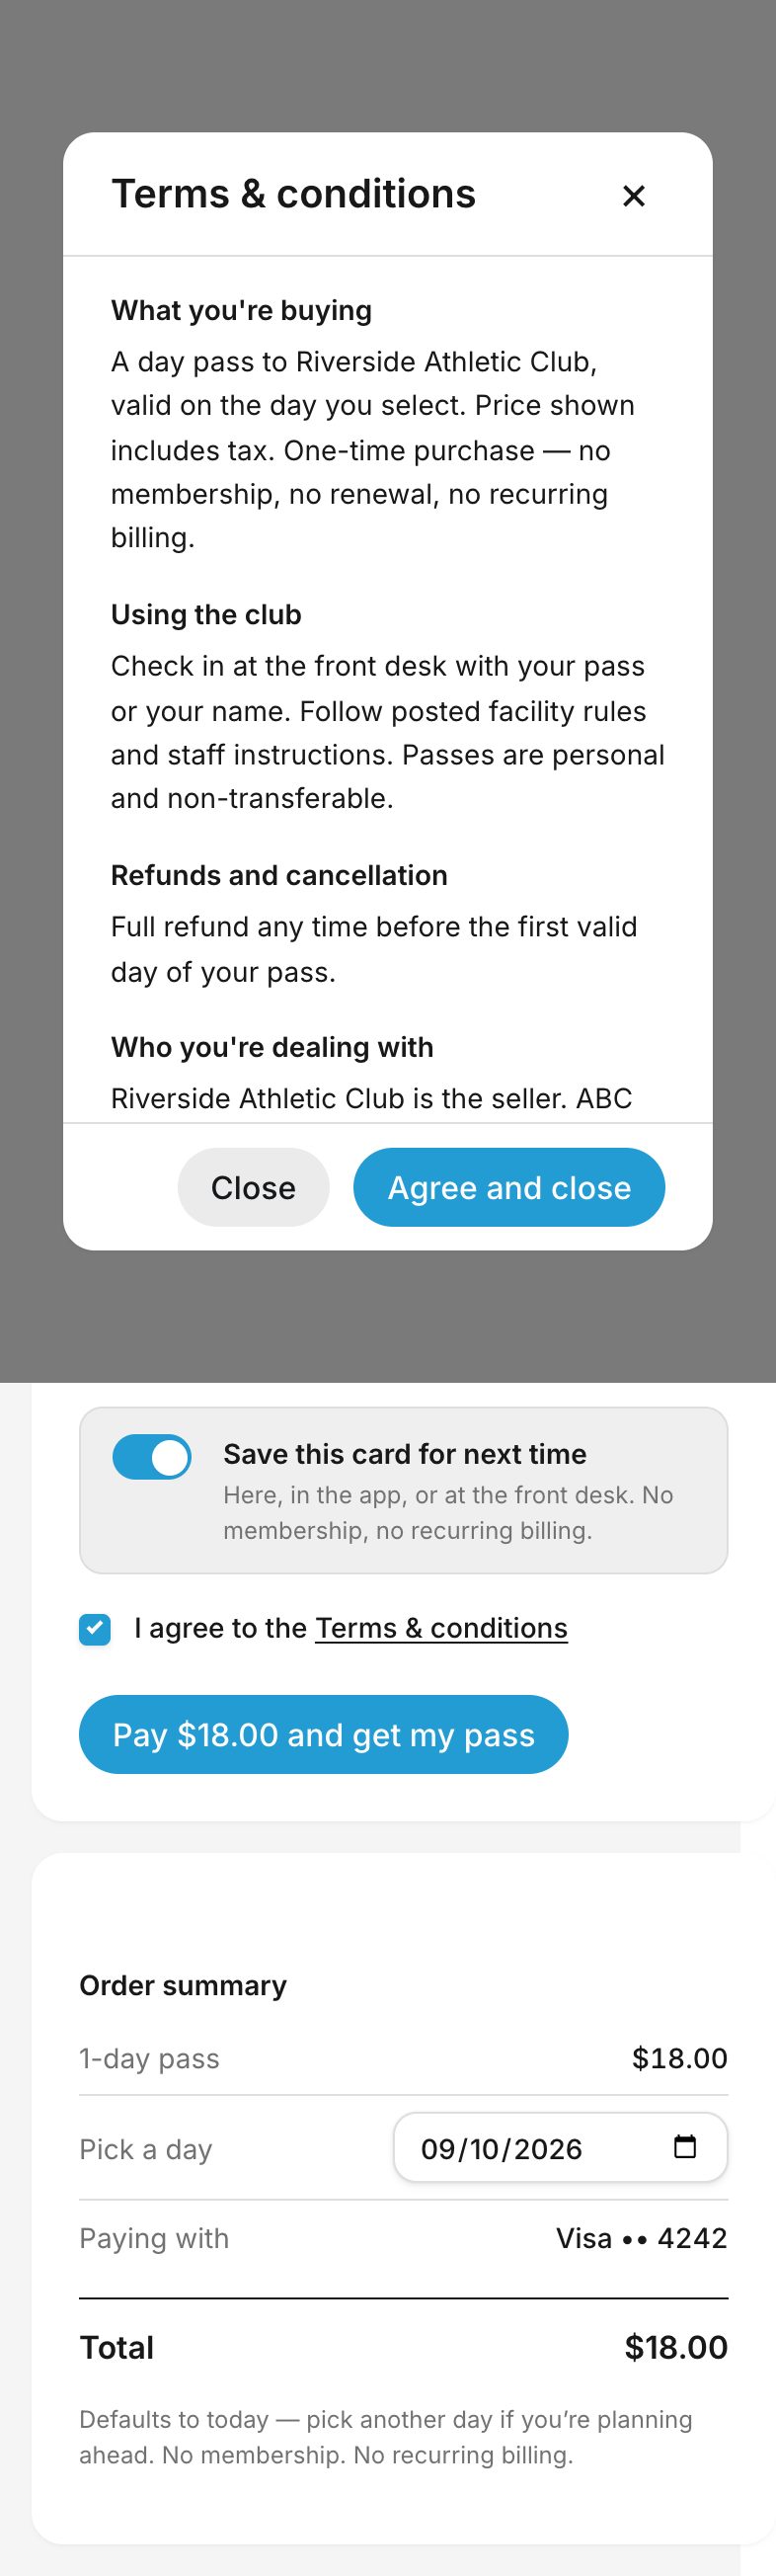 Terms & conditions
What you're buying
A day pass to Riverside Athletic Club,
valid on the day you select. Price shown
includes tax. One-time purchase — no
membership, no renewal, no recurring
billing.
Using the club
Check in at the front desk with your pass
or your name. Follow posted facility rules
and staff instructions. Passes are personal
and non-transferable.
Refunds and cancellation
Full refund any time before the first valid
day of your pass.
Who you're dealing with
Riverside Athletic Club is the seller. ABC
Close
Agree and close
Save this card for next time
Here, in the app, or at the front desk. No
membership, no recurring billing.
I agree to the Terms & conditions
Pay $18.00 and get my pass
Order summary
1-day pass $18.00
Pick a day 09/10/2026
Paying with Visa •• 4242
Total $18.00
Defaults to today — pick another day if you’re planning
ahead. No membership. No recurring billing.